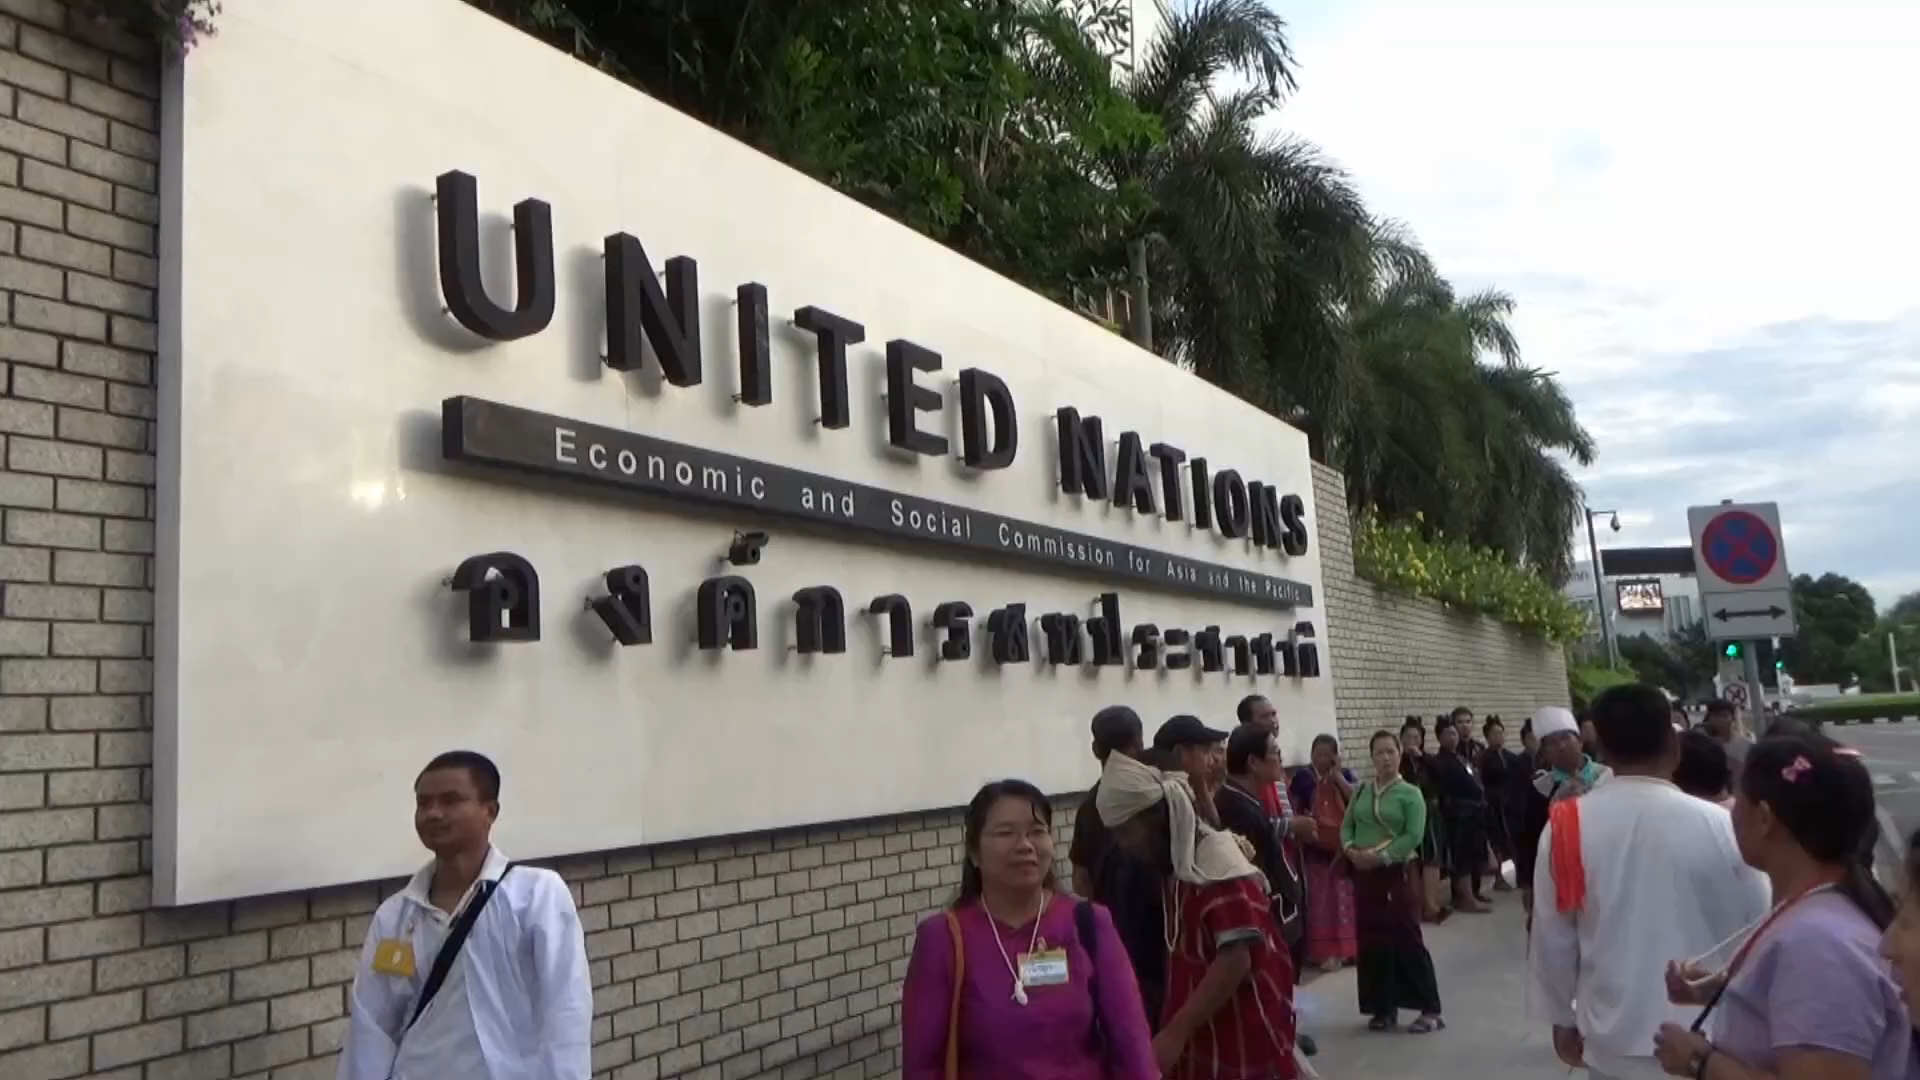 UNITED NATIONS
Economic and Social Commission for Asia and the Pacific
องค์การสหประชาชาติ